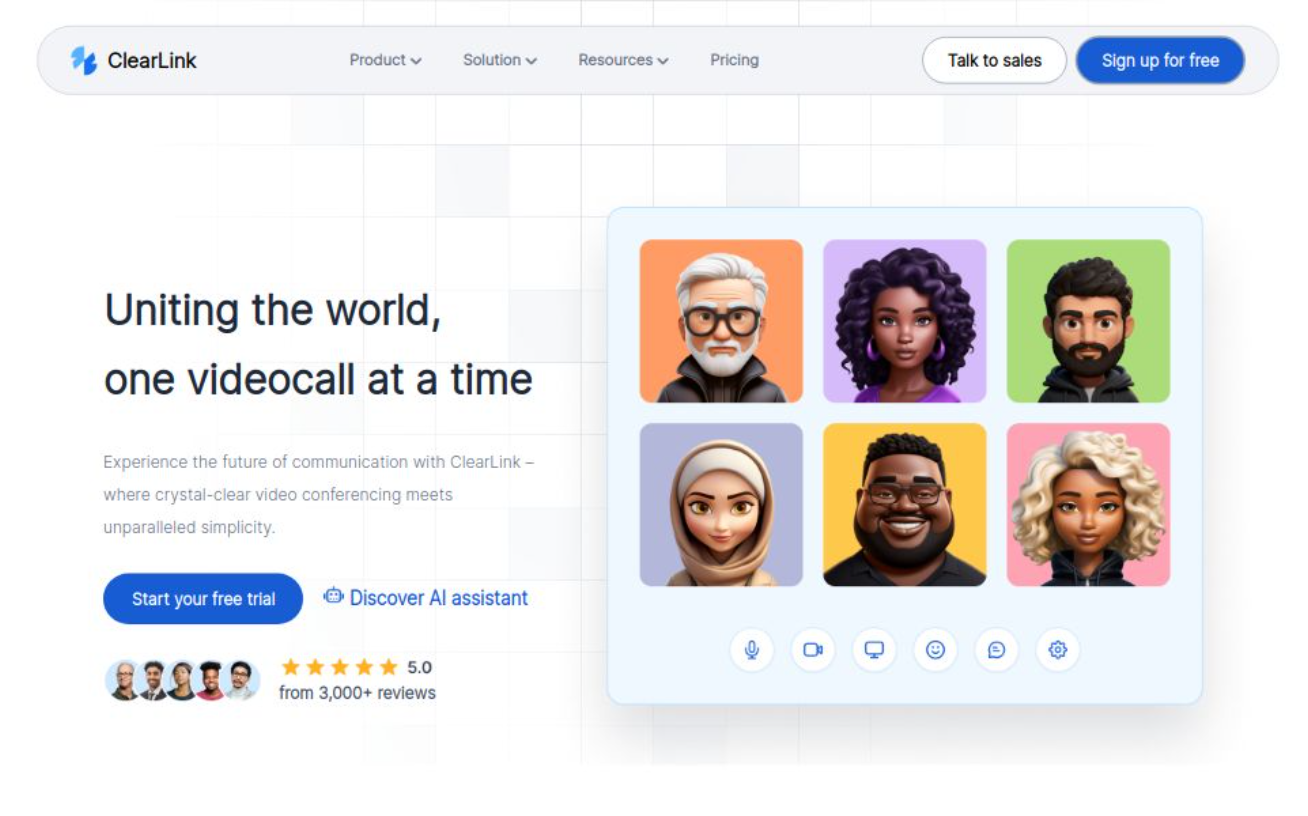 ClearLink
Product
Solution
Resources
Pricing
Talk to sales
Sign up for free
Uniting the world,
one videocall at a time
Experience the future of communication with ClearLink –
where crystal-clear video conferencing meets
unparalleled simplicity.
Start your free trial
Discover AI assistant
5.0
from 3,000+ reviews